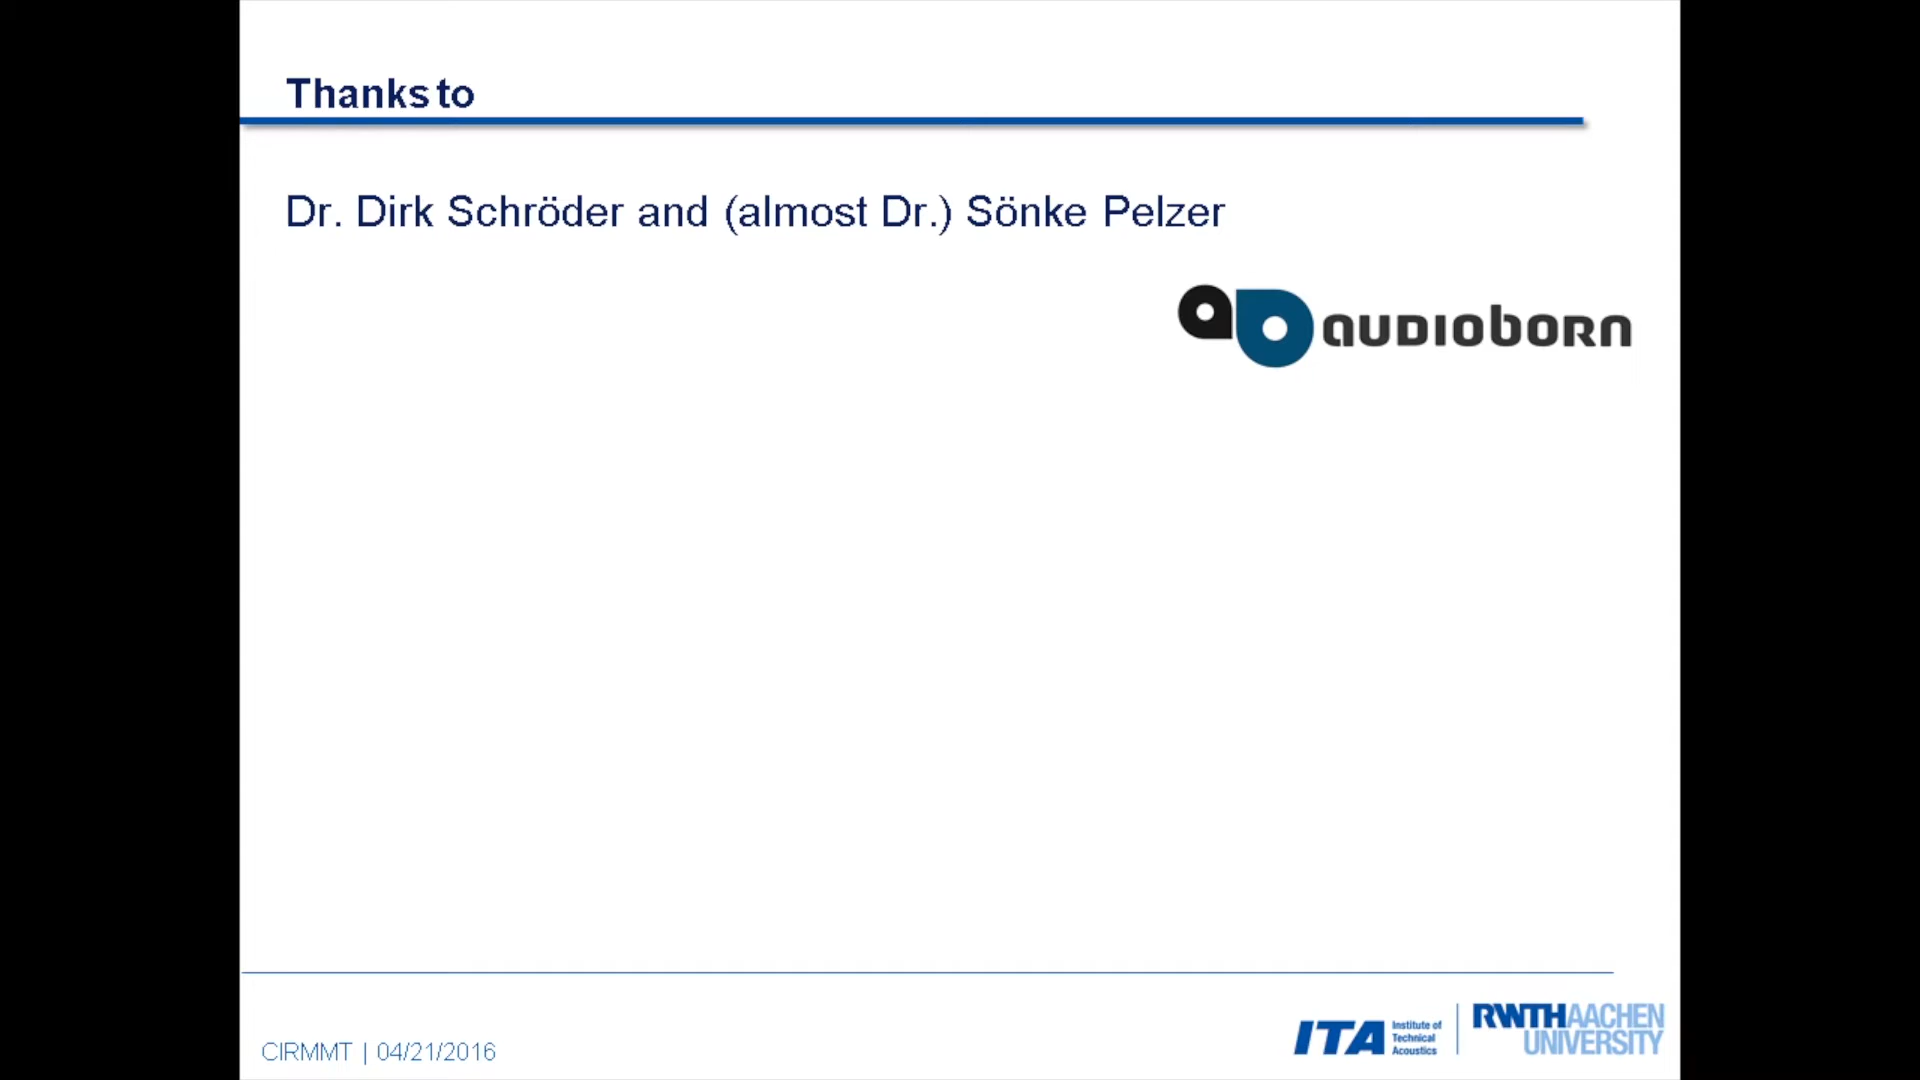 Thanks to
Dr. Dirk Schröder and (almost Dr.) Sönke Pelzer
audioborn
CIRMMT | 04/21/2016
ITA
Institute of
Technical
Acoustics
RWTHAACHEN
UNIVERSITY